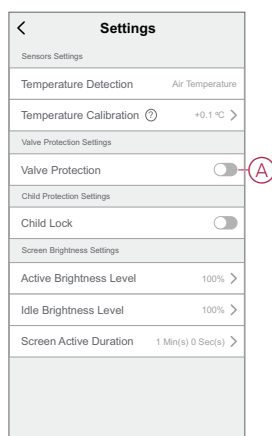 Settings
Sensors Settings
Temperature Detection Air Temperature
Temperature Calibration ? +0.1 ºC
Valve Protection Settings
Valve Protection
A
Child Protection Settings
Child Lock
Screen Brightness Settings
Active Brightness Level 100%
Idle Brightness Level 100%
Screen Active Duration 1 Min(s) 0 Sec(s)